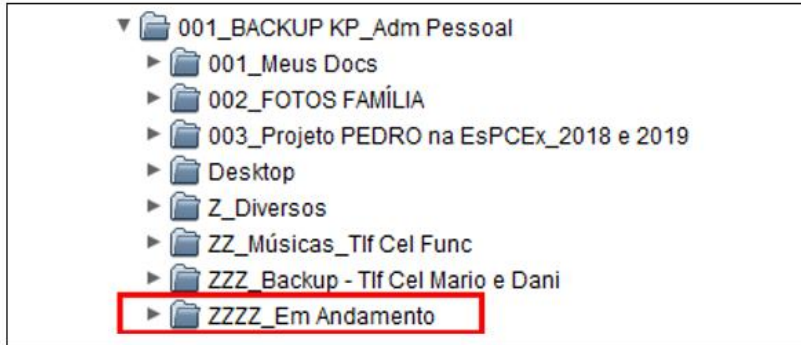 001_BACKUP KP_Adm Pessoal
001_Meus Docs
002_FOTOS FAMÍLIA
003_Projeto PEDRO na EsPCEx_2018 e 2019
Desktop
Z_Diversos
ZZ_Músicas_Tlf Cel Func
ZZZ_Backup - Tlf Cel Mario e Dani
ZZZZ_Em Andamento